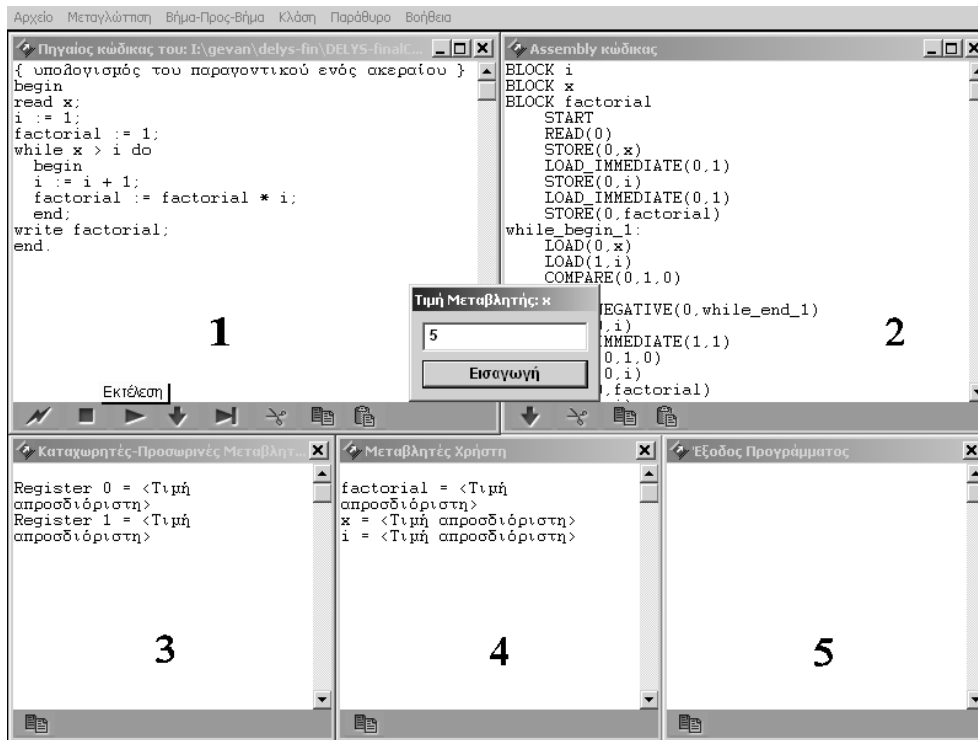 Αρχείο Μεταγλώττιση Βήμα-Προς-Βήμα Κλάση Παράθυρο Βοήθεια
Πηγαίος κώδικας του: I:\gevan\delys-fin\DELYS-finalC...
{ υπολογισμός του παραγοντικού ενός ακεραίου }
begin
read x;
i := 1;
factorial := 1;
while x > i do
begin
i := i + 1;
factorial := factorial * i;
end;
write factorial;
end.
1
Εκτέλεση
Assembly κώδικας
BLOCK i
BLOCK x
BLOCK factorial
START
READ(0)
STORE(0,x)
LOAD_IMMEDIATE(0,1)
STORE(0,i)
LOAD_IMMEDIATE(0,1)
STORE(0,factorial)
while_begin_1:
LOAD(0,x)
LOAD(1,i)
COMPARE(0,1,0)
NEGATIVE(0,while_end_1)
,i)
IMMEDIATE(1,1)
0,1,0)
0,i)
,factorial)
2
Τιμή Μεταβλητής: x
5
Εισαγωγή
Καταχωρητές-Προσωρινές Μεταβλητ...
Register 0 = <Τιμή
απροσδιόριστη>
Register 1 = <Τιμή
απροσδιόριστη>
3
Μεταβλητές Χρήστη
factorial = <Τιμή
απροσδιόριστη>
x = <Τιμή απροσδιόριστη>
i = <Τιμή απροσδιόριστη>
4
Έξοδος Προγράμματος
5